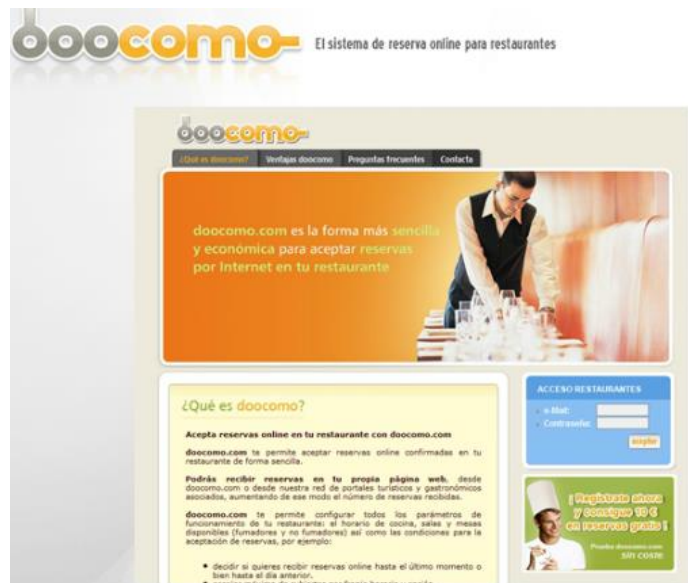 doocomo
El sistema de reserva online para restaurantes
doocomo
¿Qué es doocomo? Ventajas doocomo Preguntas frecuentes Contacta
doocomo.com es la forma más sencilla
y económica para aceptar reservas
por Internet en tu restaurante
¿Qué es doocomo?
Acepta reservas online en tu restaurante con doocomo.com
doocomo.com te permite aceptar reservas online confirmadas en tu
restaurante de forma sencilla.
Podrás recibir reservas en tu propia página web, desde
doocomo.com o desde nuestra red de portales turísticos y gastronómicos
asociados, aumentando de ese modo el número de reservas recibidas.
doocomo.com te permite configurar todos los parámetros de
funcionamiento de tu restaurante: el horario de cocina, salas y mesas
disponibles (fumadores y no fumadores) así como las condiciones para la
aceptación de reservas, por ejemplo:
decidir si quieres recibir reservas online hasta el último momento o
bien hasta el día anterior.
ACCESO RESTAURANTES
e-Mail:
Contraseña:
aceptar
¡Regístrate ahora
y consigue 10 €
en reservas gratis!
Prueba doocomo.com
sin coste